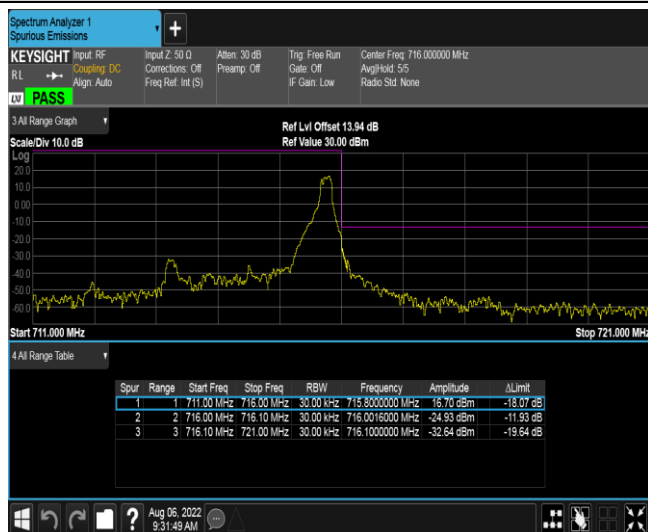 Spectrum Analyzer 1
Spurious Emissions
+
KEYSIGHT Input: RF Input Z: 50 Ω Atten: 30 dB Trig: Free Run Center Freq: 716.000000 MHz
RL Coupling: DC Corrections: Off Preamp: Off Gate: Off Avg|Hold: 5/5
Align: Auto Freq Ref: Int (S) IF Gain: Low Radio Std: None
LXI PASS
3 All Range Graph
Ref Lvl Offset 13.94 dB
Scale/Div 10.0 dB Ref Value 30.00 dBm
Log
20.0
10.0
0.00
-10.0
-20.0
-30.0
-40.0
-50.0
-60.0
Start 711.000 MHz Stop 721.000 MHz
4 All Range Table
Spur Range Start Freq Stop Freq RBW Frequency Amplitude ΔLimit
1 1 711.00 MHz 716.00 MHz 30.00 kHz 715.8000000 MHz 16.70 dBm -18.07 dB
2 2 716.00 MHz 716.10 MHz 30.00 kHz 716.0016000 MHz -24.93 dBm -11.93 dB
3 3 716.10 MHz 721.00 MHz 30.00 kHz 716.1000000 MHz -32.64 dBm -19.64 dB
? Aug 06, 2022
9:31:49 AM